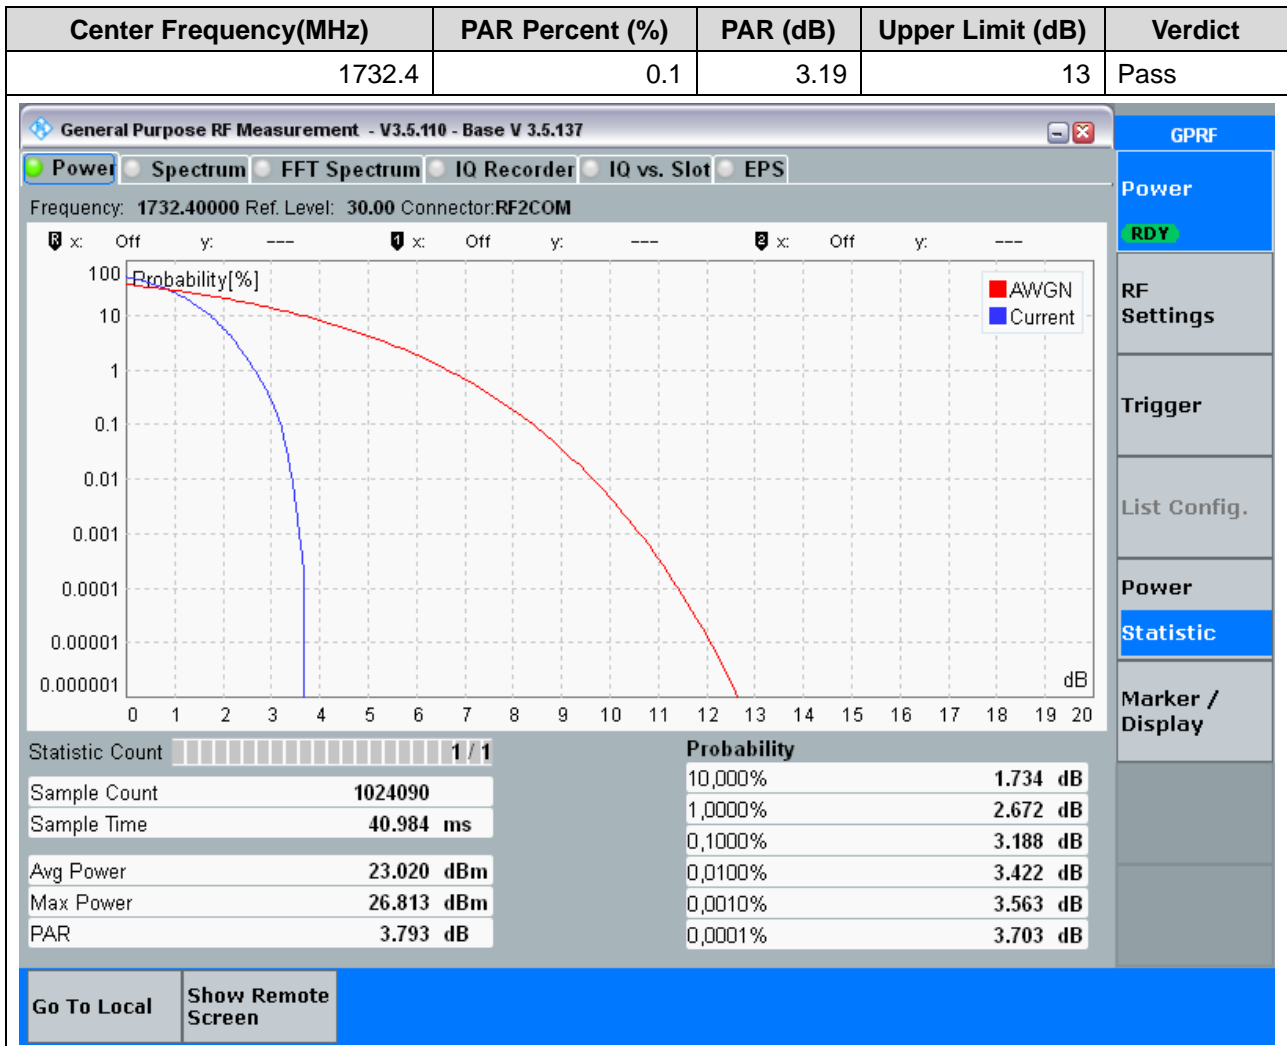 Center Frequency(MHz) PAR Percent (%) PAR (dB) Upper Limit (dB) Verdict
1732.4 0.1 3.19 13 Pass
General Purpose RF Measurement - V3.5.110 - Base V 3.5.137
GPRF
Power Spectrum FFT Spectrum IQ Recorder IQ vs. Slot EPS
Frequency: 1732.40000 Ref. Level: 30.00 Connector:RF2COM
R x: Off y: --- 1 x: Off y: --- 2 x: Off y: ---
Probability[%]
AWGN
Current
100
10
1
0.1
0.01
0.001
0.0001
0.00001
0.000001
dB
0 1 2 3 4 5 6 7 8 9 10 11 12 13 14 15 16 17 18 19 20
Statistic Count 1 / 1
Sample Count 1024090
Sample Time 40.984 ms
Avg Power 23.020 dBm
Max Power 26.813 dBm
PAR 3.793 dB
Probability
10,000% 1.734 dB
1,0000% 2.672 dB
0,1000% 3.188 dB
0,0100% 3.422 dB
0,0010% 3.563 dB
0,0001% 3.703 dB
Power
RDY
RF
Settings
Trigger
List Config.
Power
Statistic
Marker /
Display
Go To Local
Show Remote
Screen